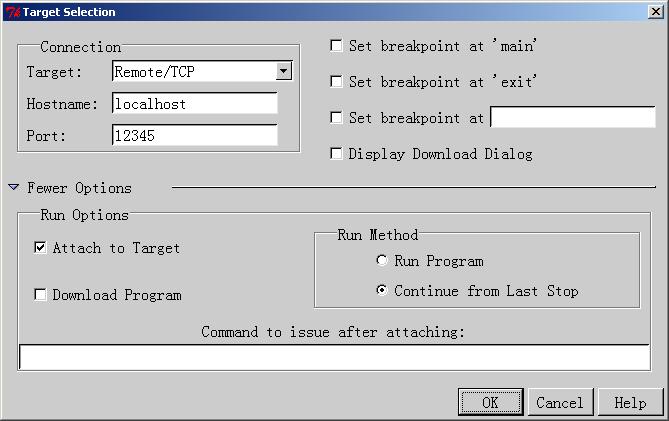 Target Selection
Connection
Target: Remote/TCP
Hostname: localhost
Port: 12345
Set breakpoint at 'main'
Set breakpoint at 'exit'
Set breakpoint at
Display Download Dialog
Fewer Options
Run Options
Attach to Target
Download Program
Run Method
Run Program
Continue from Last Stop
Command to issue after attaching:
OK Cancel Help